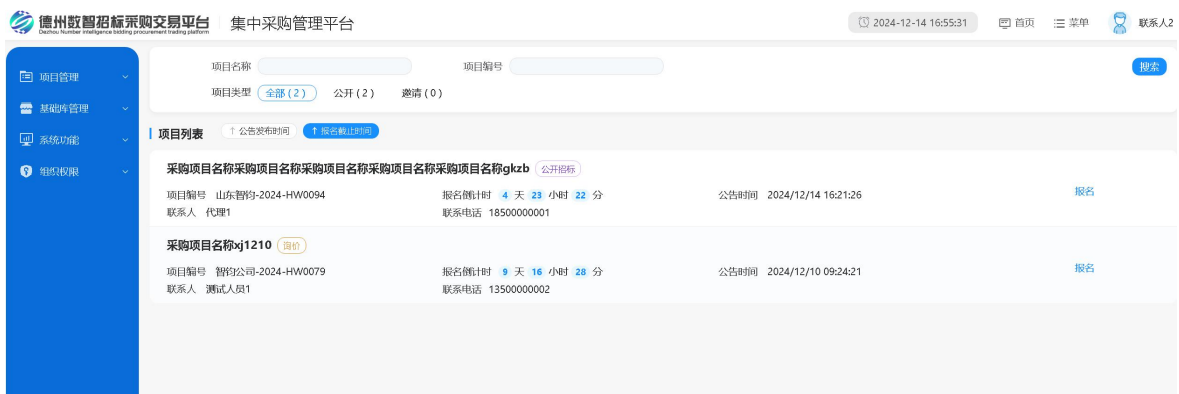 德州数智招标采购交易平台 集中采购管理平台 2024-12-14 16:55:31 首页 菜单 联系人2
Dezhou Number intelligence bidding procurement trading platform
项目管理
基础库管理
系统功能
组织权限
项目名称 项目编号 搜索
项目类型 全部(2) 公开(2) 邀请(0)
项目列表 ↑ 公告发布时间 ↑ 报名截止时间
采购项目名称采购项目名称采购项目名称采购项目名称采购项目名称gkzb 公开招标
项目编号 山东智钧-2024-HW0094 报名倒计时 4 天 23 小时 22 分 公告时间 2024/12/14 16:21:26 报名
联系人 代理1 联系电话 18500000001
采购项目名称xj1210 询价
项目编号 智钧公司-2024-HW0079 报名倒计时 9 天 16 小时 28 分 公告时间 2024/12/10 09:24:21 报名
联系人 测试人员1 联系电话 13500000002